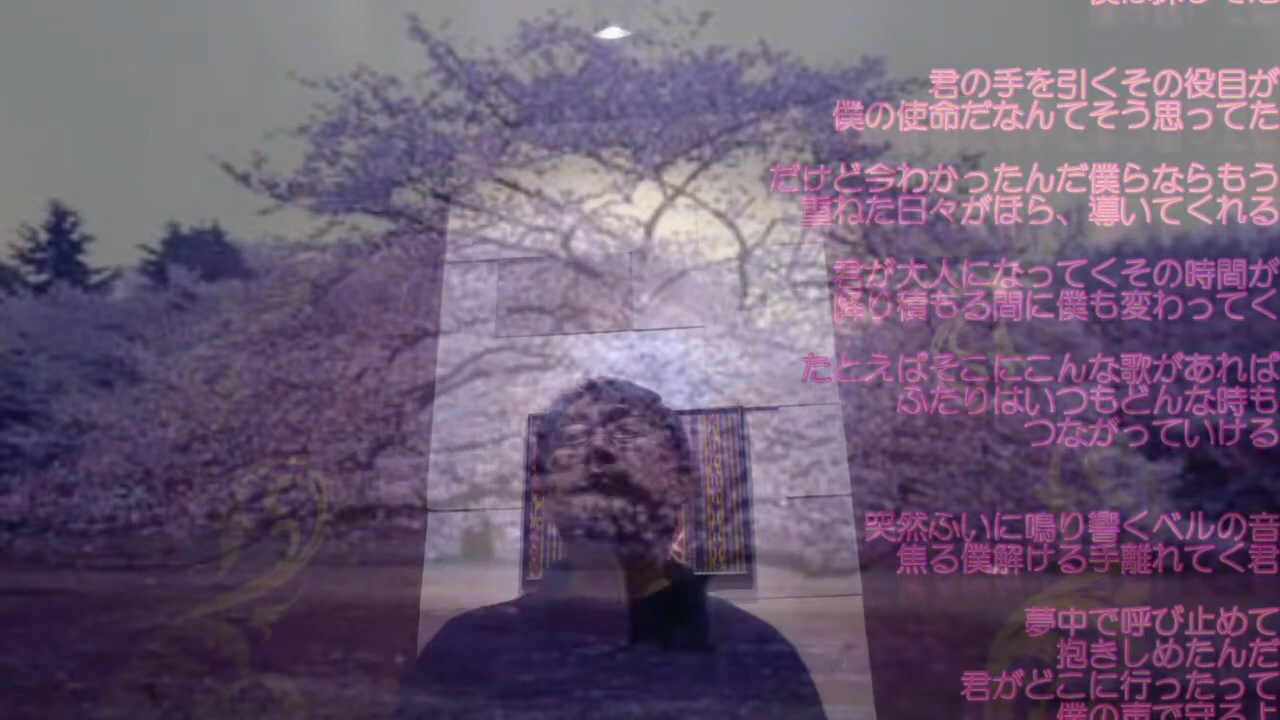 君の手を引くその役目が
僕の使命だなんてそう思ってた
だけど今わかったんだ僕らならもう
重ねた日々がほら、導いてくれる
君が大人になってくその時間が
降り積もる間に僕も変わってく
たとえばそこにこんな歌があれば
ふたりはいつもどんな時も
つながっていける
突然ふいに鳴り響くベルの音
焦る僕解ける手離れてく君
夢中で呼び止めて
抱きしめたんだ
君がどこに行ったって
僕の声で守るよ